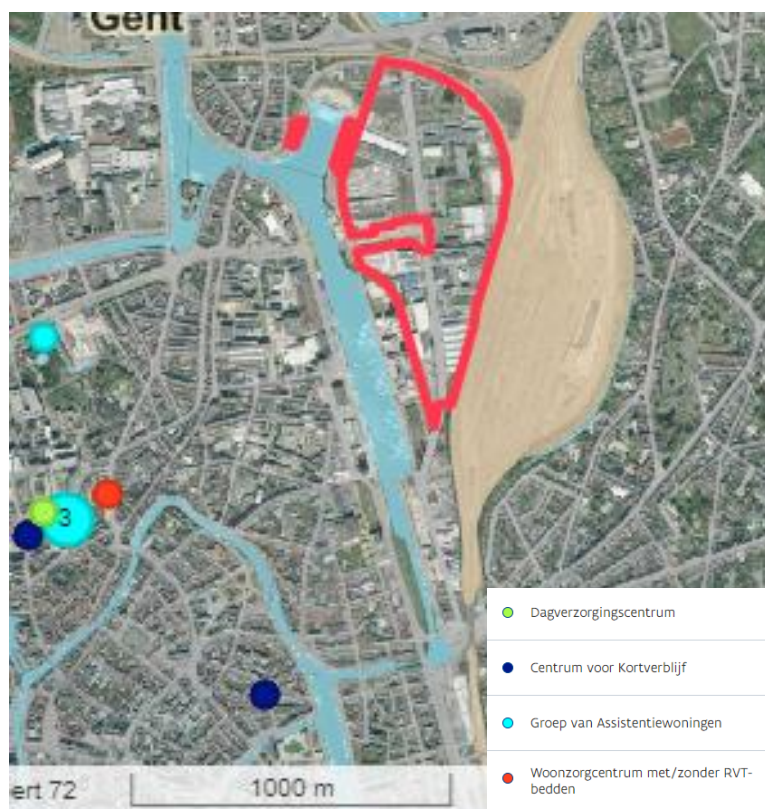 Gent
3
Dagverzorgingscentrum
Centrum voor Kortverblijf
Groep van Assistentiewoningen
Woonzorgcentrum met/zonder RVT-
bedden
ert 72
1000 m